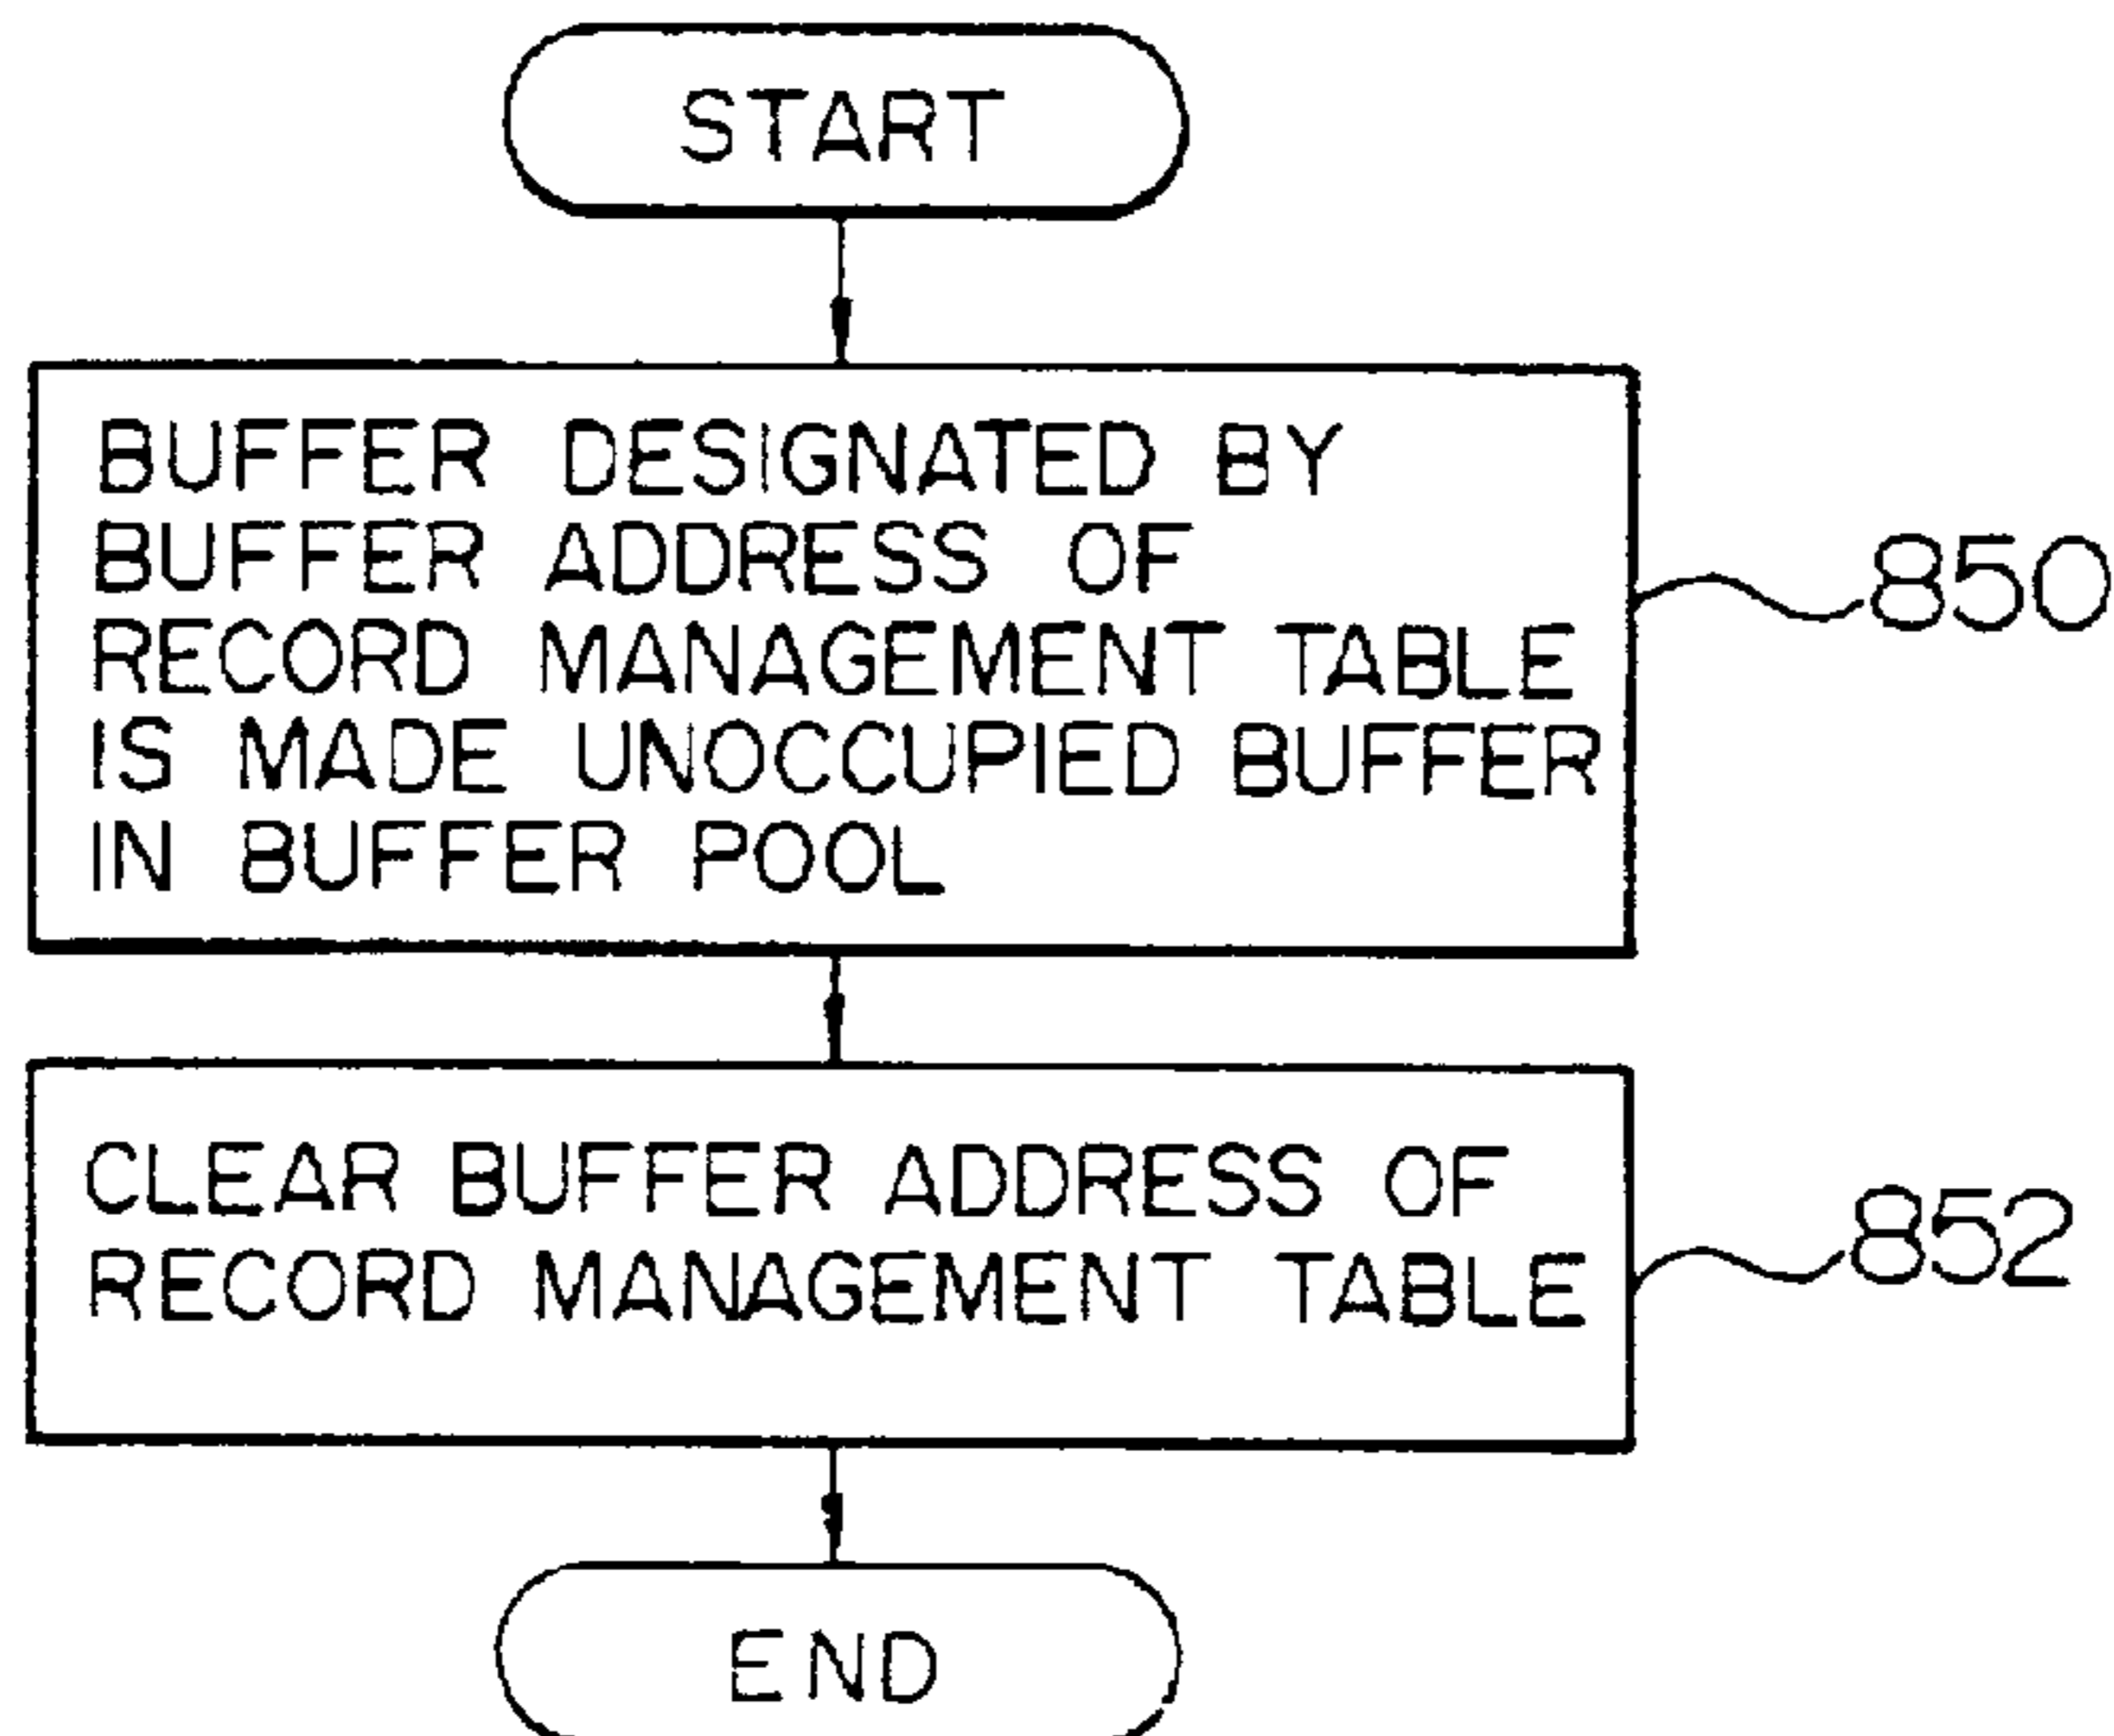 START
BUFFER DESIGNATED BY
BUFFER ADDRESS OF
RECORD MANAGEMENT TABLE
IS MADE UNOCCUPIED BUFFER
IN BUFFER POOL
850
CLEAR BUFFER ADDRESS OF
RECORD MANAGEMENT TABLE
852
END